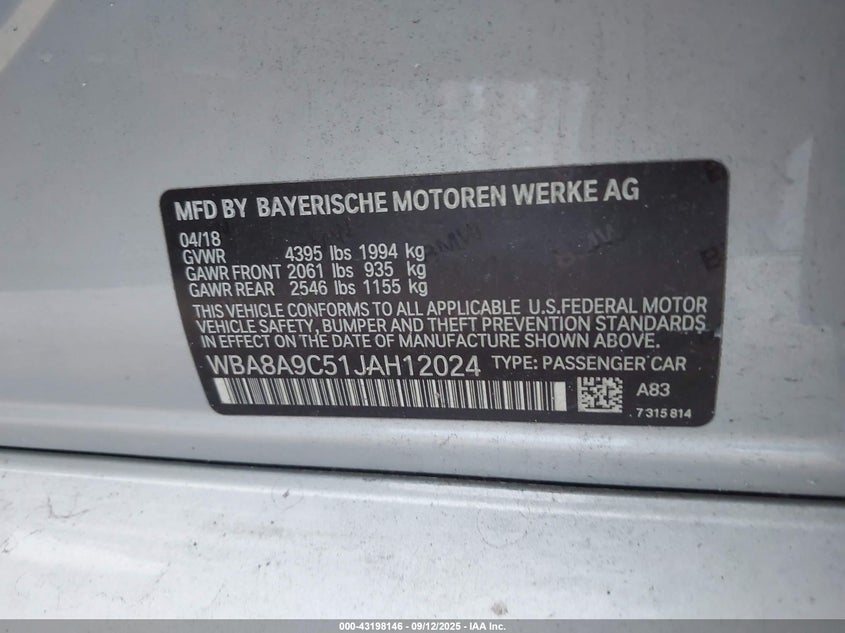 MFD BY BAYERISCHE MOTOREN WERKE AG
04/18
GVWR 4395 lbs 1994 kg
GAWR FRONT 2061 lbs 935 kg
GAWR REAR 2546 lbs 1155 kg
THIS VEHICLE CONFORMS TO ALL APPLICABLE U.S.FEDERAL MOTOR
VEHICLE SAFETY, BUMPER AND THEFT PREVENTION STANDARDS
IN EFFECT ON THE DATE OF MANUFACTURE SHOWN ABOVE.
WBA8A9C51JAH12024 TYPE: PASSENGER CAR
A83
7 315 814
000-43198146 - 09/12/2025 - IAA Inc.